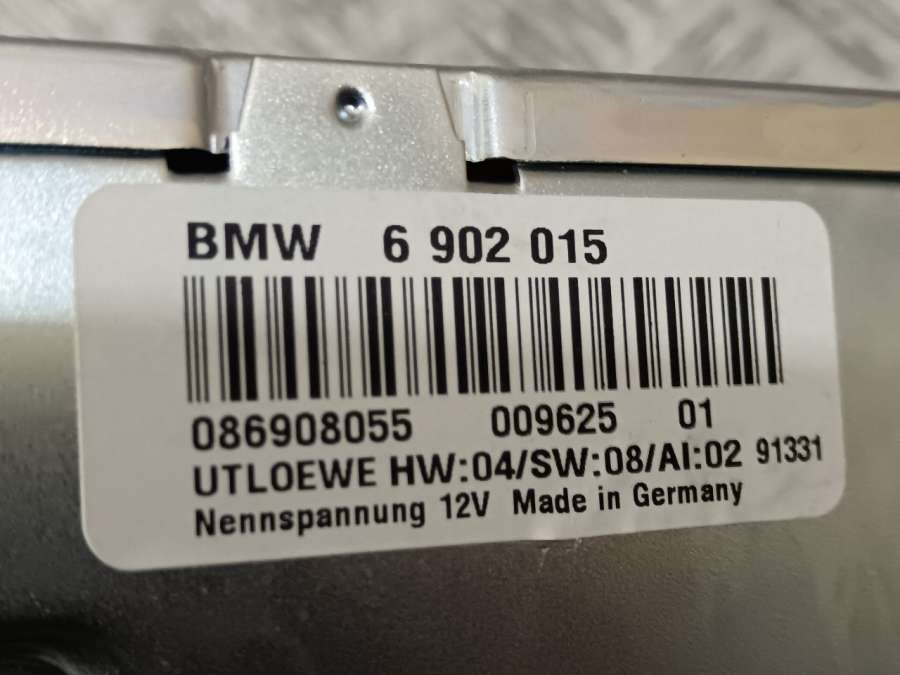 BMW 6 902 015
086908055 009625 01
UTLOEWE HW:04/SW:08/AI:02 91331
Nennspannung 12V Made in Germany